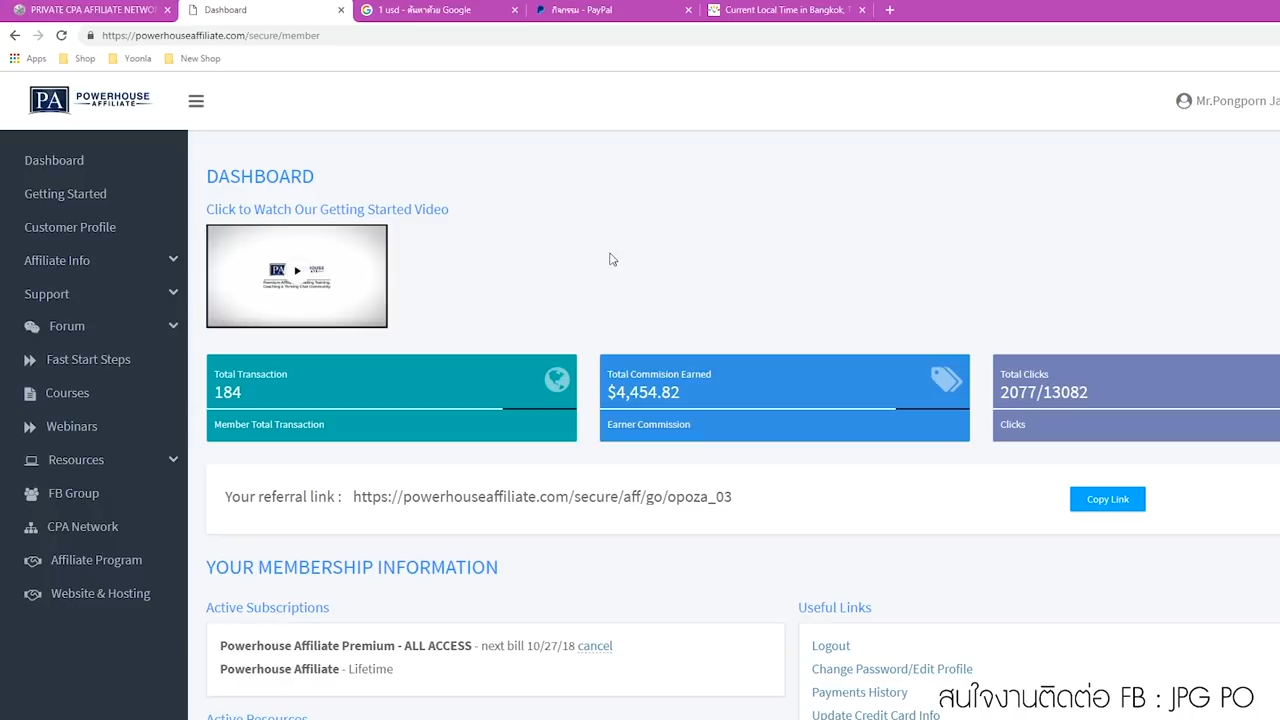 PRIVATE CPA AFFILIATE NETWOR
Dashboard
1 usd - ค้นหาด้วย Google
กิจกรรม - PayPal
Current Local Time in Bangkok, T
https://powerhouseaffiliate.com/secure/member
Apps
Shop
Yoonla
New Shop
PA POWERHOUSE
AFFILIATE
Mr.Pongporn Ja
Dashboard
Getting Started
Customer Profile
Affiliate Info
Support
Forum
Fast Start Steps
Courses
Webinars
Resources
FB Group
CPA Network
Affiliate Program
Website & Hosting
DASHBOARD
Click to Watch Our Getting Started Video
PA
Total Transaction
184
Member Total Transaction
Total Commision Earned
$4,454.82
Earner Commission
Total Clicks
2077/13082
Clicks
Your referral link : https://powerhouseaffiliate.com/secure/aff/go/opoza_03
Copy Link
YOUR MEMBERSHIP INFORMATION
Active Subscriptions
Powerhouse Affiliate Premium - ALL ACCESS - next bill 10/27/18 cancel
Powerhouse Affiliate - Lifetime
Active Resources
Useful Links
Logout
Change Password/Edit Profile
Payments History
Update Credit Card Info
สนใจงานติดต่อ FB : JPG PO